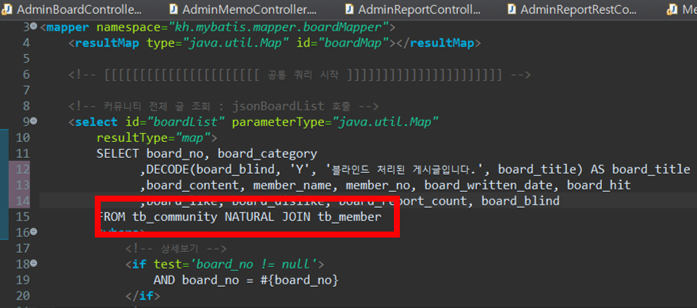 AdminBoardControlle... AdminMemoController.... AdminReportControll... AdminReportRestCo... Me
3 <mapper namespace="kh.mybatis.mapper.boardMapper">
4 <resultMap type="java.util.Map" id="boardMap"></resultMap>
5
6 <!-- [[[[[[[[[[[[[[[[[[[[[[ 공통 쿼리 시작 ]]]]]]]]]]]]]]]]]]]]]] -->
7
8 <!-- 커뮤니티 전체 글 조회 : jsonBoardList 호출 -->
9 <select id="boardList" parameterType="java.util.Map"
10 resultType="map">
11 SELECT board_no, board_category
12 ,DECODE(board_blind, 'Y', '블라인드 처리된 게시글입니다.', board_title) AS board_title
13 ,board_content, member_name, member_no, board_written_date, board_hit
14 ,board_like, board_dislike, board_report_count, board_blind
15 FROM tb_community NATURAL JOIN tb_member
16 <where>
17 <!-- 상세보기 -->
18 <if test='board_no != null'>
19 AND board_no = #{board_no}
20 </if>